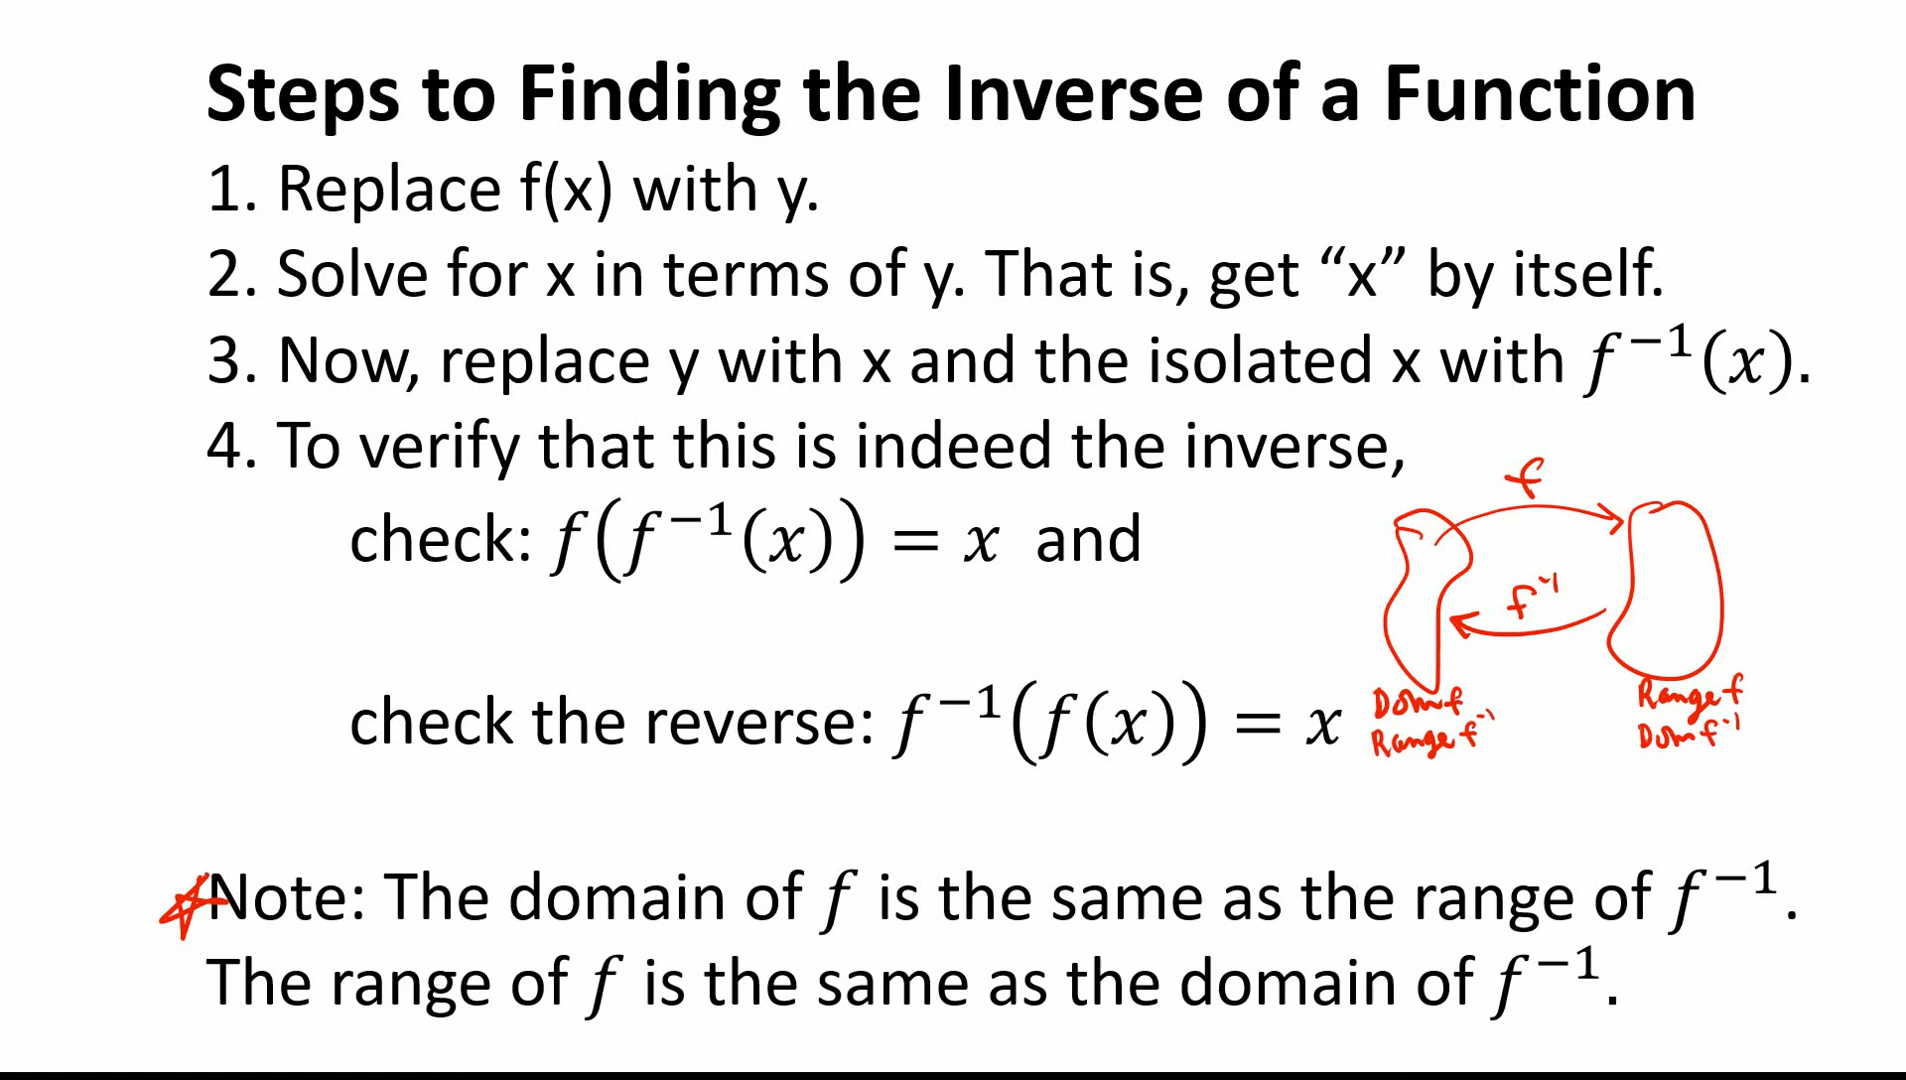 Steps to Finding the Inverse of a Function
1. Replace f(x) with y.
2. Solve for x in terms of y. That is, get “x” by itself.
3. Now, replace y with x and the isolated x with f⁻¹(x).
4. To verify that this is indeed the inverse,
f
check: f(f⁻¹(x)) = x and
f⁻¹
check the reverse: f⁻¹(f(x)) = x
Dom f
Range f⁻¹
Range f
Dom f⁻¹
Note: The domain of f is the same as the range of f⁻¹.
The range of f is the same as the domain of f⁻¹.